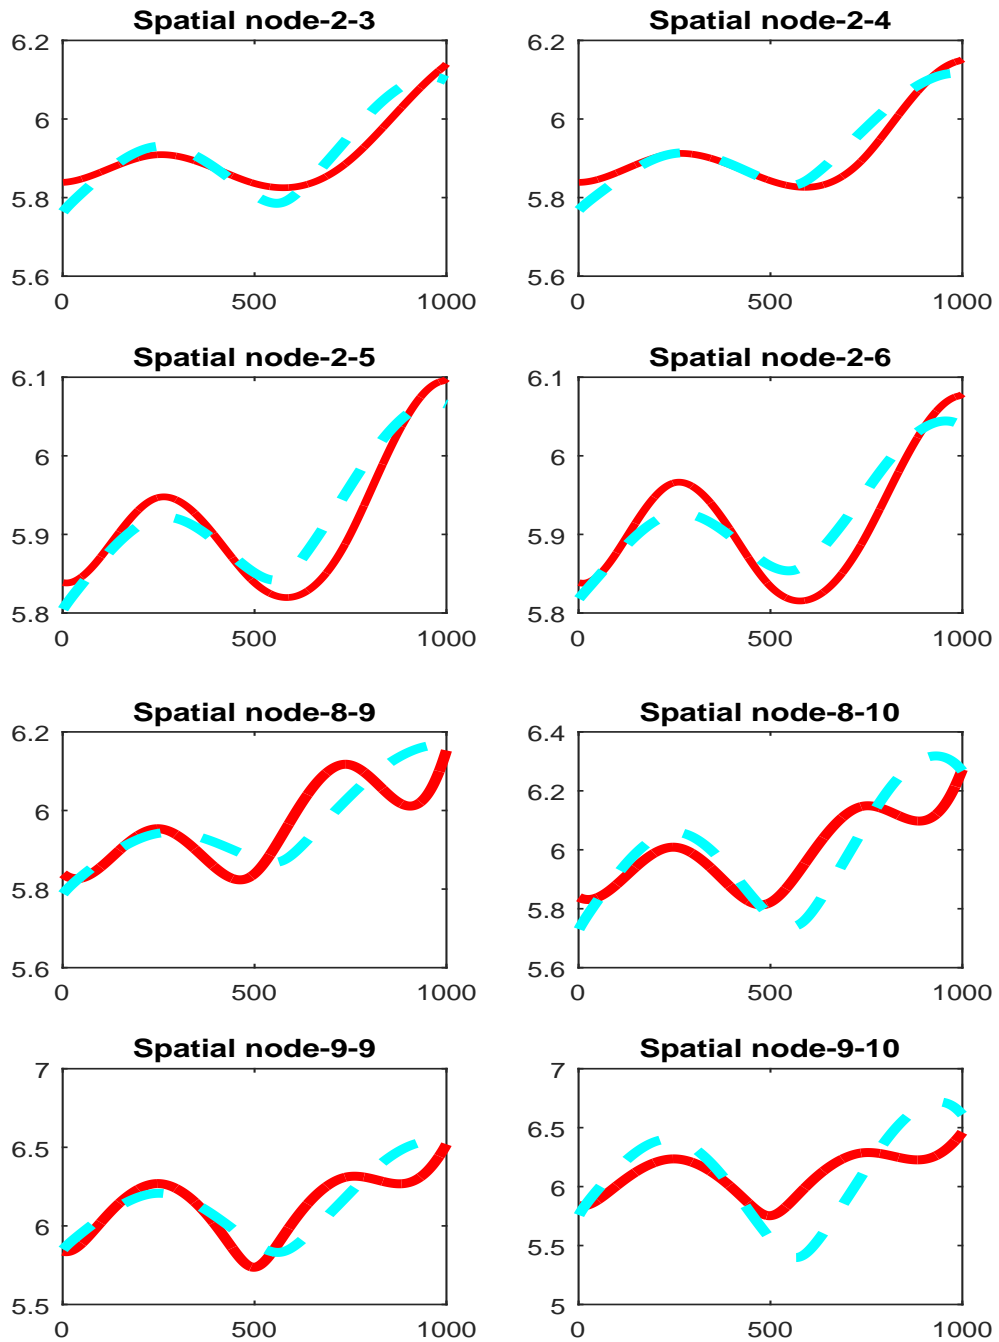 Spatial node-2-3 Spatial node-2-4
6.2 6.2
6 6
5.8 5.8
5.6 5.6
0 500 1000 0 500 1000
Spatial node-2-5 Spatial node-2-6
6.1 6.1
6 6
5.9 5.9
5.8 5.8
0 500 1000 0 500 1000
Spatial node-8-9 Spatial node-8-10
6.2 6.4
6.2
6 6
5.8 5.8
5.6 5.6
0 500 1000 0 500 1000
Spatial node-9-9 Spatial node-9-10
7 7
6.5 6.5
6 6
5.5
5.5 5
0 500 1000 0 500 1000